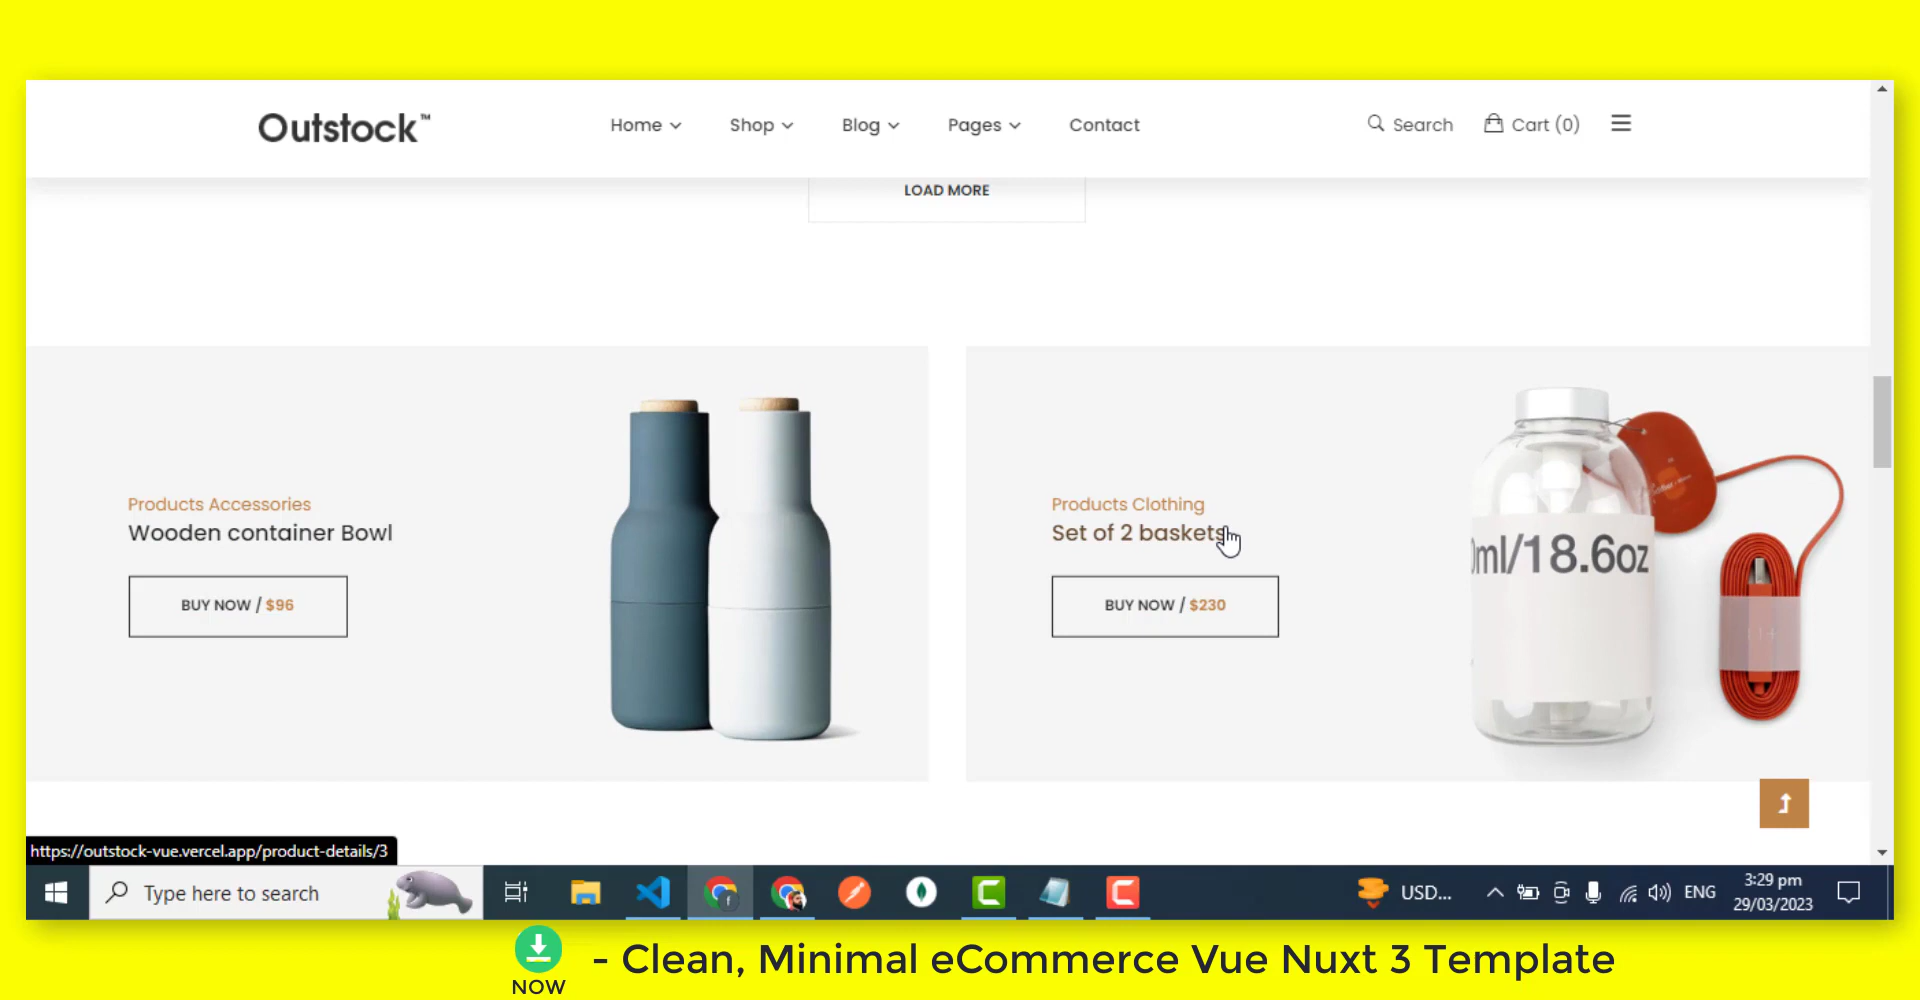 Outstock™
Home
Shop
Blog
Pages
Contact
Search
Cart (0)
LOAD MORE
Products Accessories
Wooden container Bowl
BUY NOW / $96
Products Clothing
Set of 2 baskets
BUY NOW / $230
0ml/18.6oz
https://outstock-vue.vercel.app/product-details/3
Type here to search
USD...
ENG
3:29 pm
29/03/2023
NOW
- Clean, Minimal eCommerce Vue Nuxt 3 Template